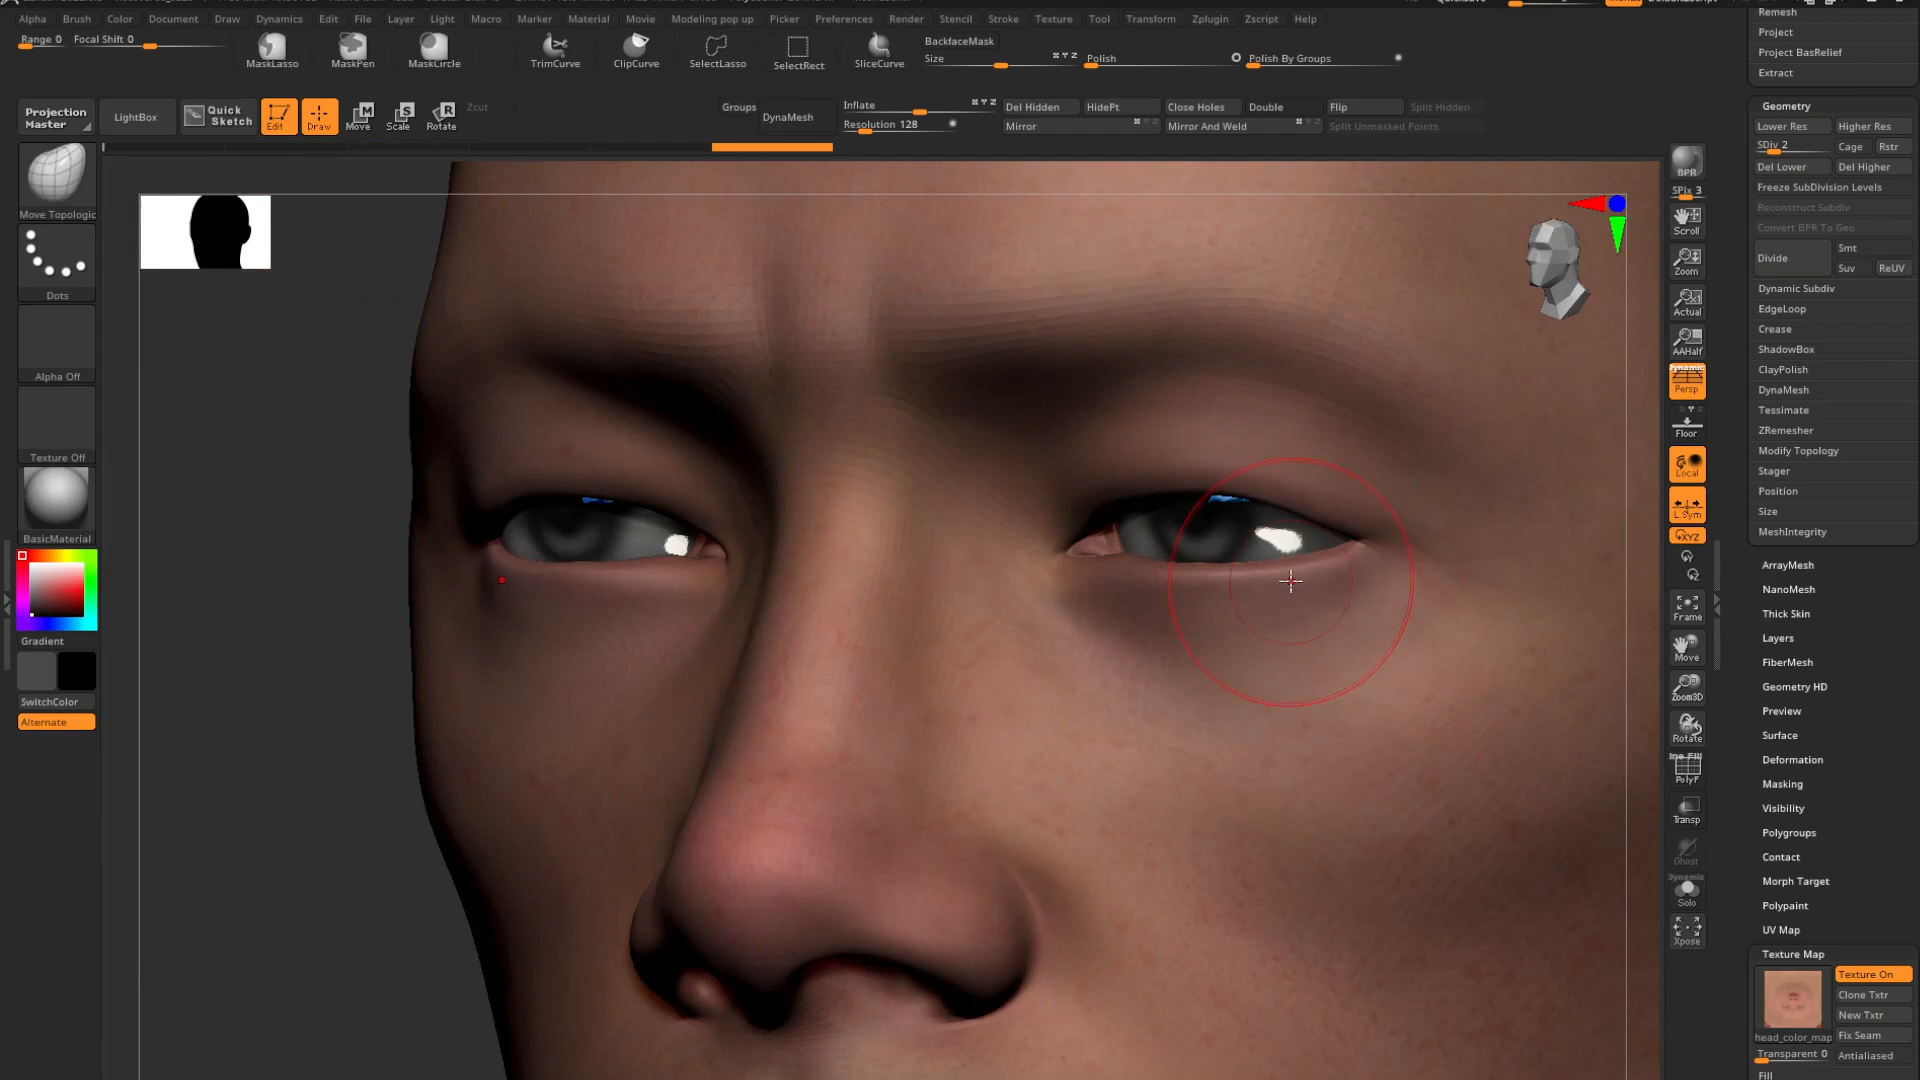 Alpha Brush Color Document Draw Dynamics Edit File Layer Light Macro Marker Material Movie Modeling pop up Picker Preferences Render Stencil Stroke Texture Tool Transform Zplugin Zscript Help
Range 0 Focal Shift 0
MaskLasso MaskPen MaskCircle TrimCurve ClipCurve SelectLasso SelectRect SliceCurve
BackfaceMask
Size Polish Polish By Groups
Projection Master
LightBox
Quick Sketch
Edit Draw Move Scale Rotate
Zcut
Groups DynaMesh
Inflate
Resolution 128
Del Hidden HidePt Close Holes Double Flip Split Hidden
Mirror Mirror And Weld Split Unmasked Points
Move Topologic
Dots
Alpha Off
Texture Off
BasicMaterial
Gradient
SwitchColor
Alternate
BPR
SPix 3
Scroll
Zoom
Actual
AAHalf
Dynamic
Persp
Floor
Local
L.Sym
XYZ
Frame
Move
Zoom3D
Rotate
PolyF
Transp
Ghost
Dynamic
Solo
Xpose
Remesh
Project
Project BasRelief
Extract
Geometry
Lower Res Higher Res
SDiv 2 Cage Rstr
Del Lower Del Higher
Freeze SubDivision Levels
Reconstruct Subdiv
Convert BPR To Geo
Divide Smt
Suv ReUV
Dynamic Subdiv
EdgeLoop
Crease
ShadowBox
ClayPolish
DynaMesh
Tessimate
ZRemesher
Modify Topology
Stager
Position
Size
MeshIntegrity
ArrayMesh
NanoMesh
Thick Skin
Layers
FiberMesh
Geometry HD
Preview
Surface
Deformation
Masking
Visibility
Polygroups
Contact
Morph Target
Polypaint
UV Map
Texture Map
Texture On
Clone Txtr
New Txtr
head_color_map Fix Seam
Transparent 0 Antialiased
Fill